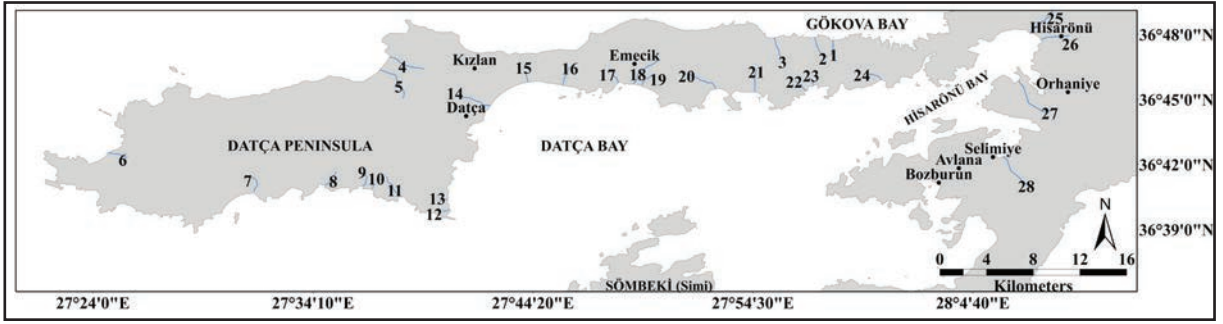 GÖKOVA BAY
25
Hisarönü
26
36°48'0"N
Kızlan
Emecik
3
2
1
4
5
15
16
17
18
19
20
21
22
23
24
HİSARÖNÜ BAY
Orhaniye
36°45'0"N
14
Datça
27
DATÇA PENINSULA
DATÇA BAY
Selimiye
Avlana
Bozburun
36°42'0"N
6
7
8
9
10
11
13
12
28
N
36°39'0"N
0 4 8 12 16
Kilometers
SÖMBEKİ (Simi)
27°24'0"E 27°34'10"E 27°44'20"E 27°54'30"E 28°4'40"E